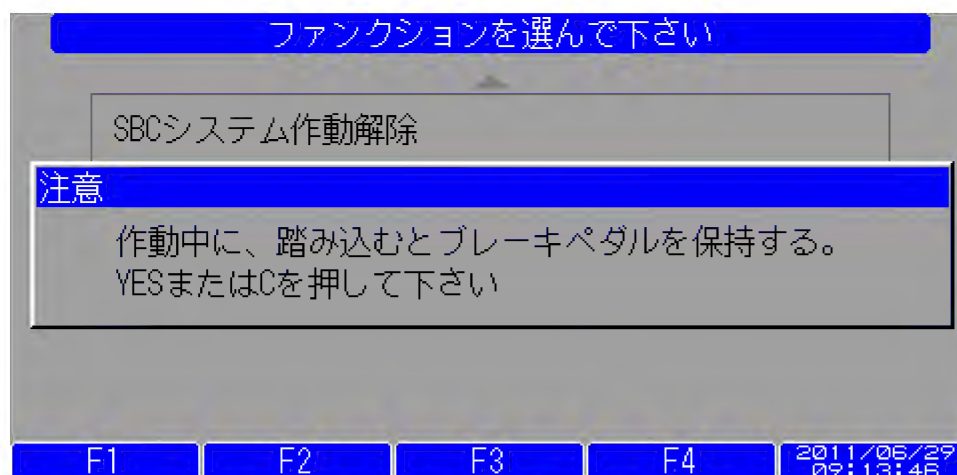 ファンクションを選んで下さい
SBCシステム作動解除
注意
作動中に、踏み込むとブレーキペダルを保持する。
YESまたはCを押して下さい
F1 F2 F3 F4 2011/06/29
09:13:46